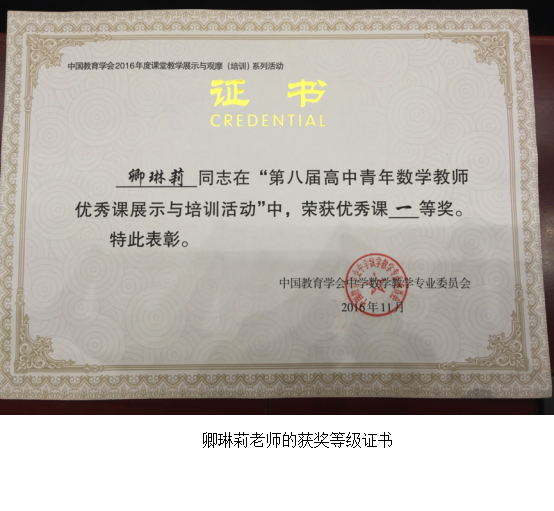 中国教育学会2016年度课堂教学展示与观摩（培训）系列活动
证 书
CREDENTIAL
卿琳莉 同志在“第八届高中青年数学教师
优秀课展示与培训活动”中，荣获优秀课 一 等奖。
特此表彰。
中国教育学会中学数学教学专业委员会
2016年11月
卿琳莉老师的获奖等级证书